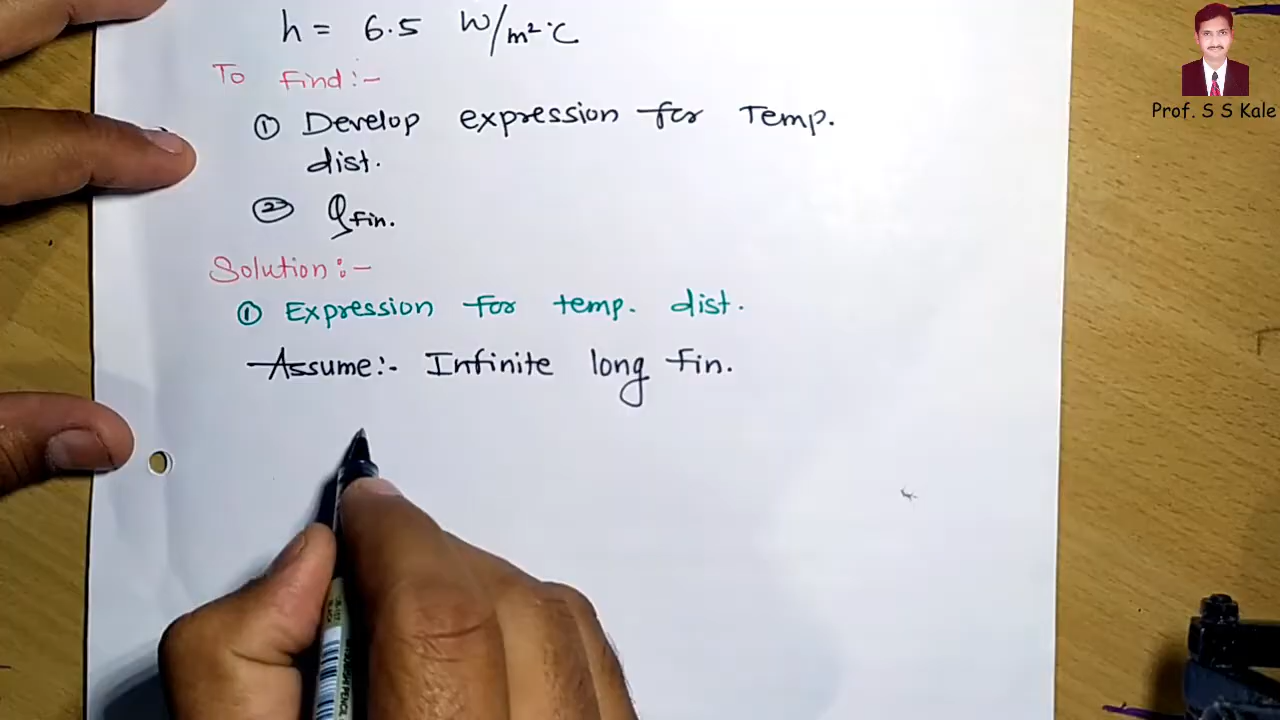 h = 6.5 W/m²°C
To find:-
① Develop expression for Temp.
dist.
② Qfin.
Solution:-
① Expression for temp. dist.
Assume:- Infinite long fin.
Prof. S S Kale